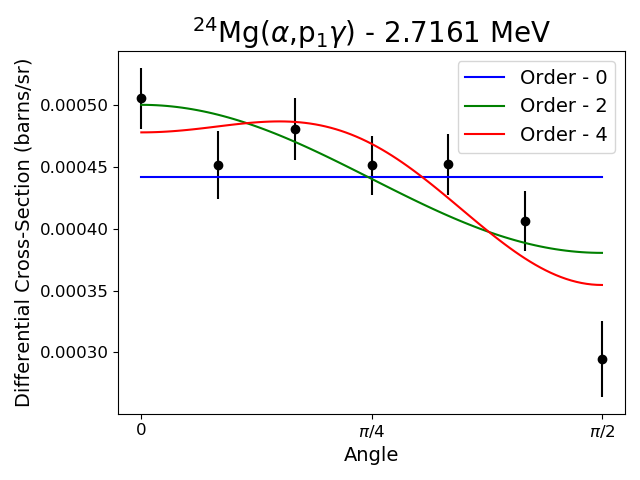 ²⁴Mg(α,p₁γ) - 2.7161 MeV
Order - 0
Order - 2
Order - 4
Differential Cross-Section (barns/sr)
0.00050
0.00045
0.00040
0.00035
0.00030
0
π/4
π/2
Angle